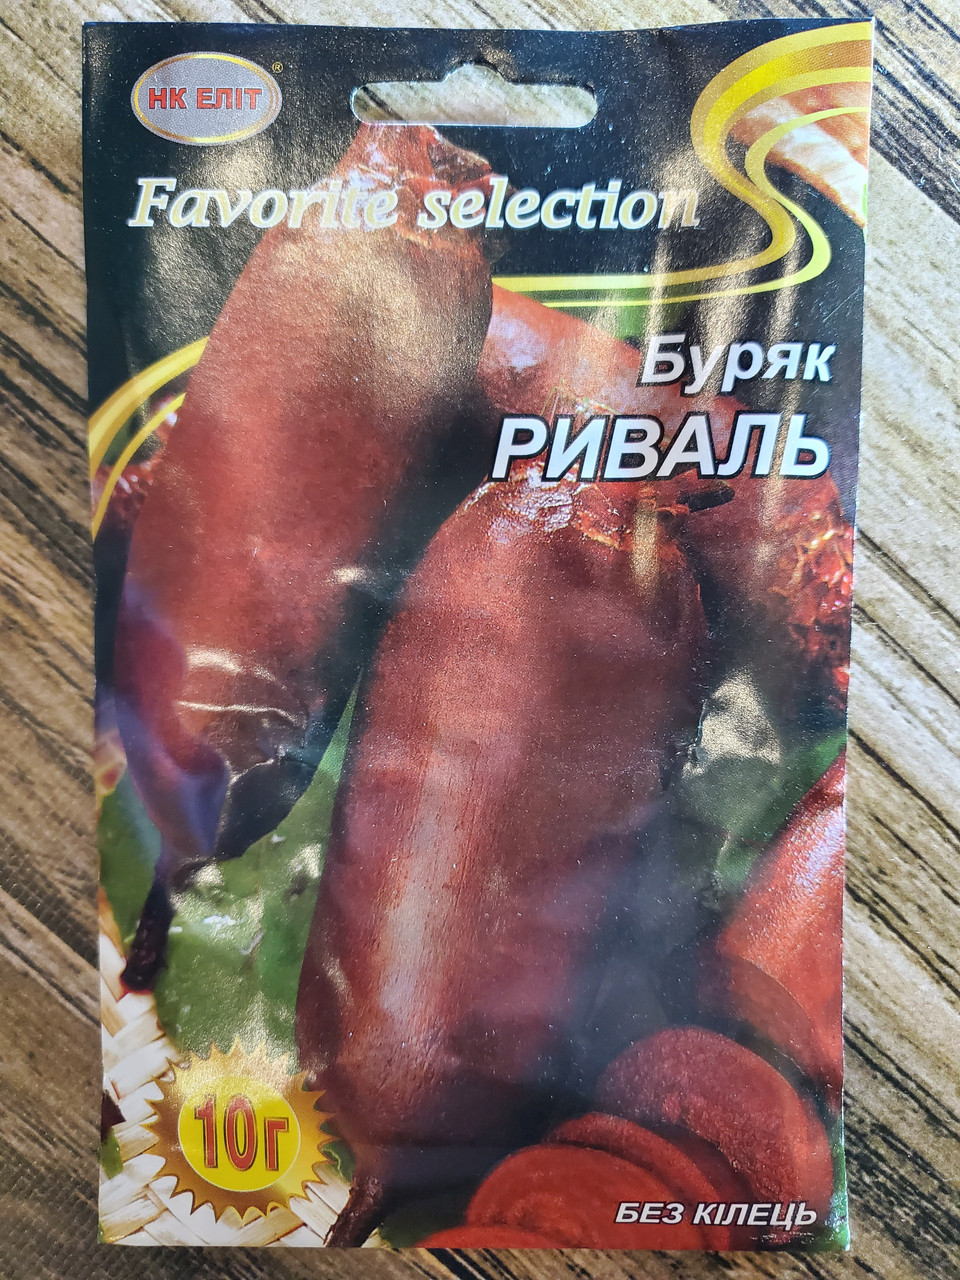 НК ЕЛІТ ®
Favorite selection
Буряк
РИВАЛЬ
10г
БЕЗ КІЛЕЦЬ